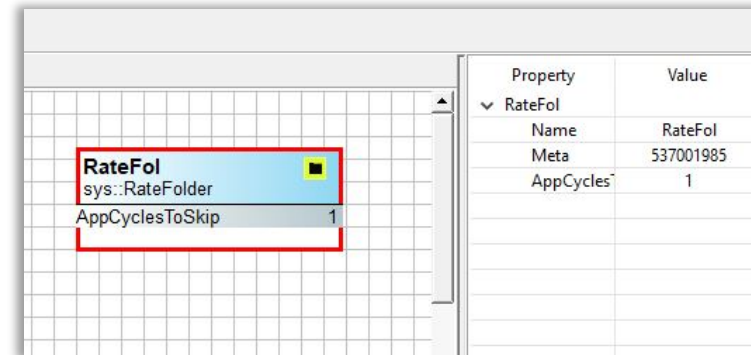 RateFol
sys::RateFolder
AppCyclesToSkip 1
Property Value
RateFol
Name RateFol
Meta 537001985
AppCycles 1